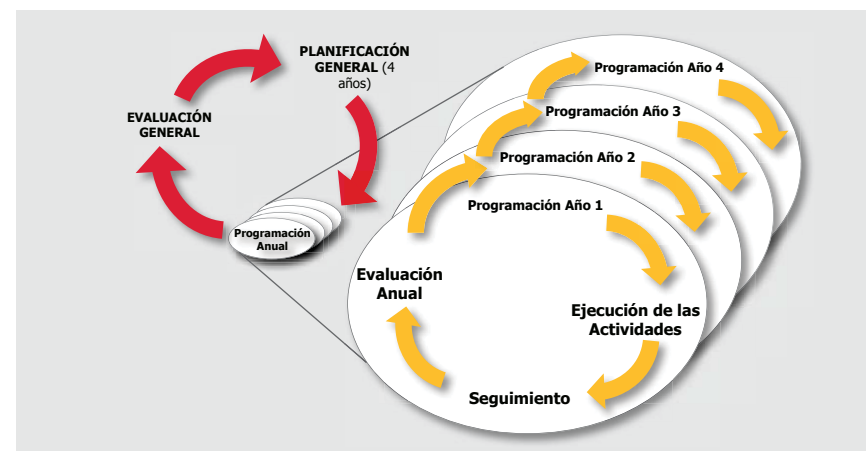 PLANIFICACIÓN
GENERAL (4
años)
EVALUACIÓN
GENERAL
Programación
Anual
Programación Año 4
Programación Año 3
Programación Año 2
Programación Año 1
Evaluación
Anual
Ejecución de las
Actividades
Seguimiento